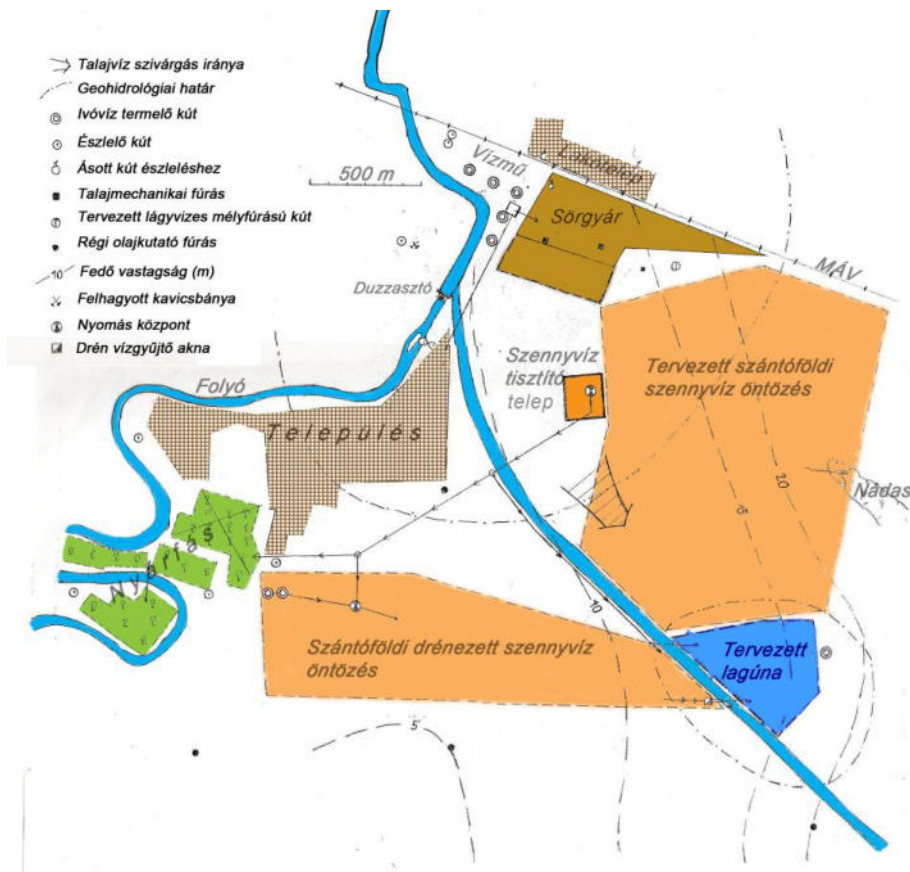 Talajvíz szivárgás iránya
Geohidrológiai határ
Ivóvíz termelő kút
Észlelő kút
Ásott kút észleléshez
Talajmechanikai fúrás
Tervezett lágyvizes mélyfúrású kút
Régi olajkutató fúrás
10 Fedő vastagság (m)
Felhagyott kavicsbánya
Nyomás központ
Drén vízgyűjtő akna
500 m
Vízmű
Lakótelep
Sörgyár
MÁV
Duzzasztó
Folyó
Szennyvíz
tisztító
telep
Tervezett szántóföldi
szennyvíz öntözés
Település
Nádas
10
Nyárfás
10
Szántóföldi drénezett szennyvíz
öntözés
Tervezett
lagúna
5